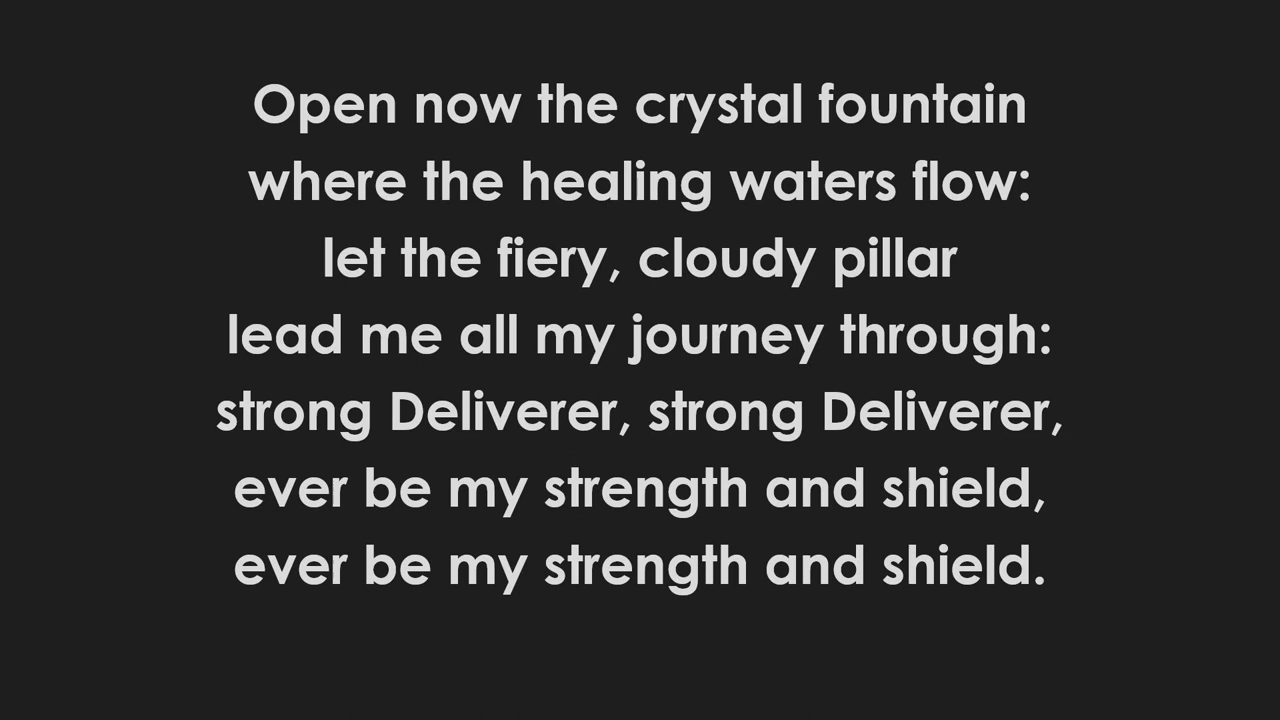 Open now the crystal fountain
where the healing waters flow:
let the fiery, cloudy pillar
lead me all my journey through:
strong Deliverer, strong Deliverer,
ever be my strength and shield,
ever be my strength and shield.